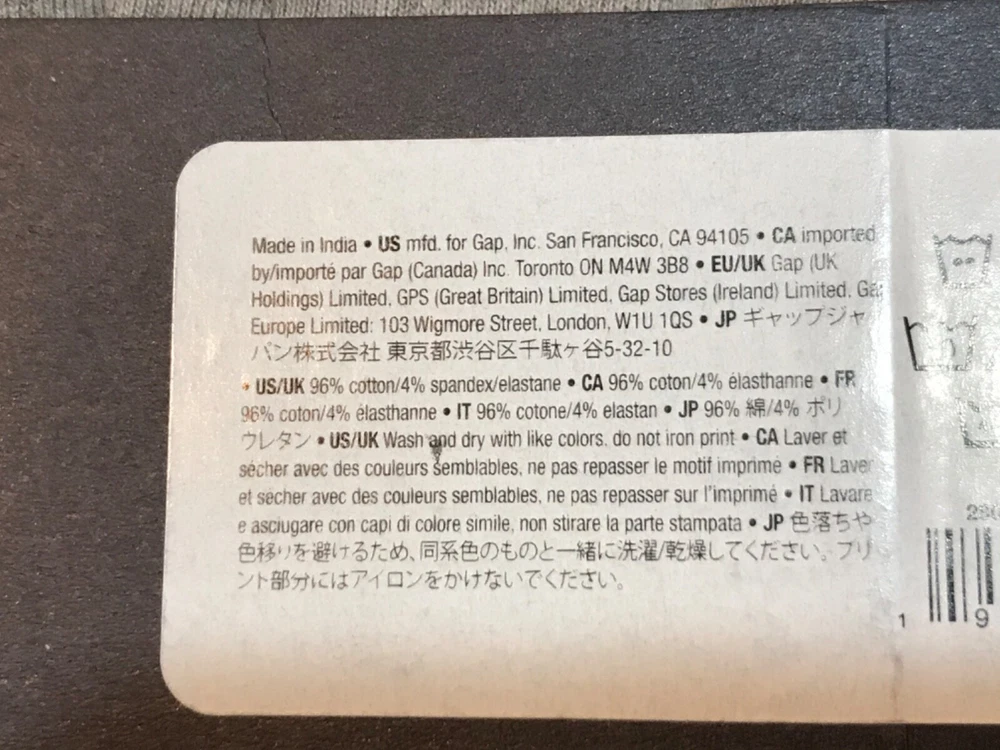 Made in India • US mfd. for Gap, Inc. San Francisco, CA 94105 • CA imported
by/importé par Gap (Canada) Inc. Toronto ON M4W 3B8 • EU/UK Gap (UK
Holdings) Limited, GPS (Great Britain) Limited, Gap Stores (Ireland) Limited, Ga
Europe Limited: 103 Wigmore Street, London, W1U 1QS • JP ギャップジャ
パン株式会社 東京都渋谷区千駄ヶ谷5-32-10
• US/UK 96% cotton/4% spandex/elastane • CA 96% coton/4% élasthanne • FR
96% coton/4% élasthanne • IT 96% cotone/4% elastan • JP 96% 綿/4% ポリ
ウレタン • US/UK Wash and dry with like colors. do not iron print • CA Laver et
sécher avec des couleurs semblables, ne pas repasser le motif imprimé • FR Laver
et sécher avec des couleurs semblables, ne pas repasser sur l'imprimé • IT Lavare
e asciugare con capi di colore simile, non stirare la parte stampata • JP 色落ちや
色移りを避けるため、同系色のものと一緒に洗濯/乾燥してください。プリ
ント部分にはアイロンをかけないでください。
1 9